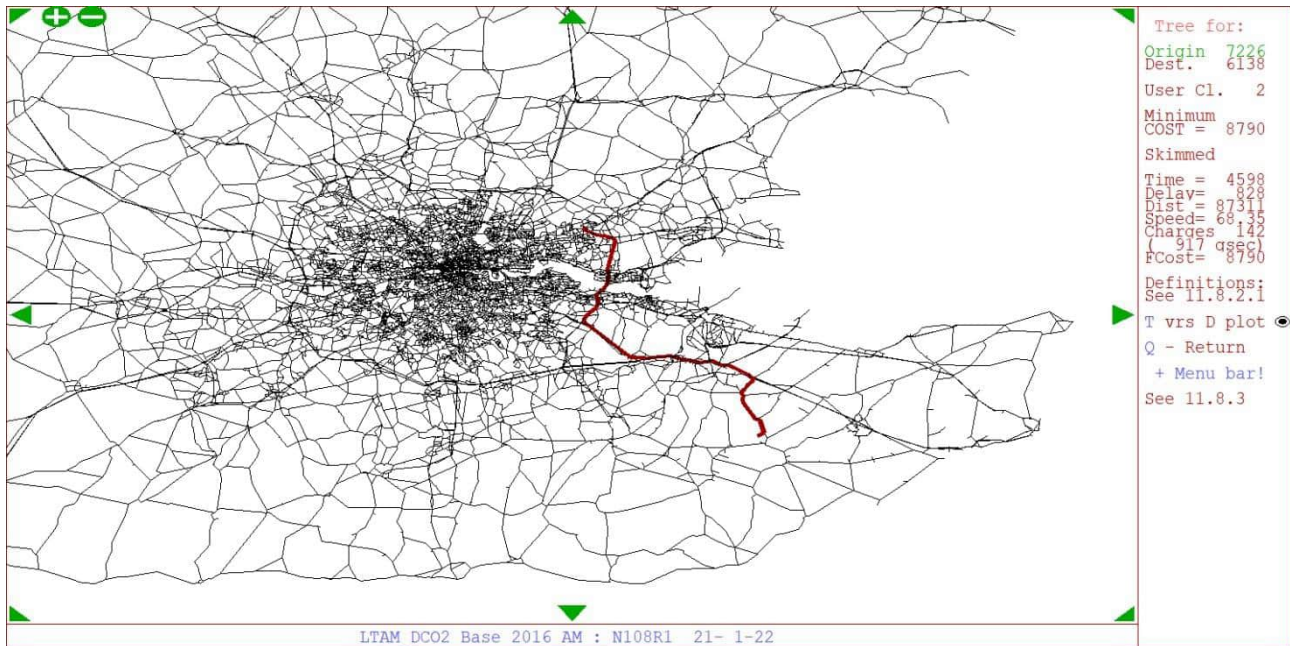 Tree for:
Origin 7226
Dest. 6138
User Cl. 2
Minimum
COST = 8790
Skimmed
Time = 4598
Delay= 828
Dist = 87311
Speed= 68.35
Charges 142
( 917 gsec)
FCost= 8790
Definitions:
See 11.8.2.1
T vrs D plot
Q - Return
+ Menu bar!
See 11.8.3
LTAM DCO2 Base 2016 AM : N108R1 21- 1-22